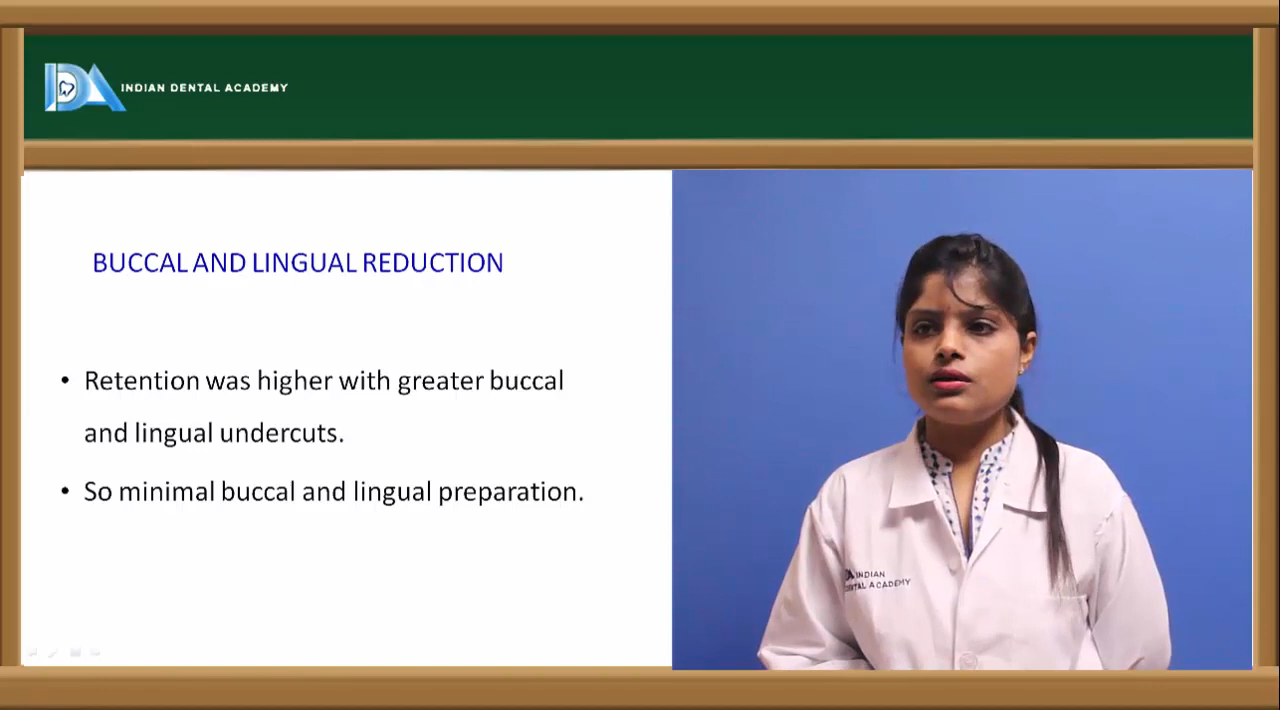 IDA INDIAN DENTAL ACADEMY
BUCCAL AND LINGUAL REDUCTION
• Retention was higher with greater buccal
and lingual undercuts.
• So minimal buccal and lingual preparation.
INDIAN
DENTAL ACADEMY